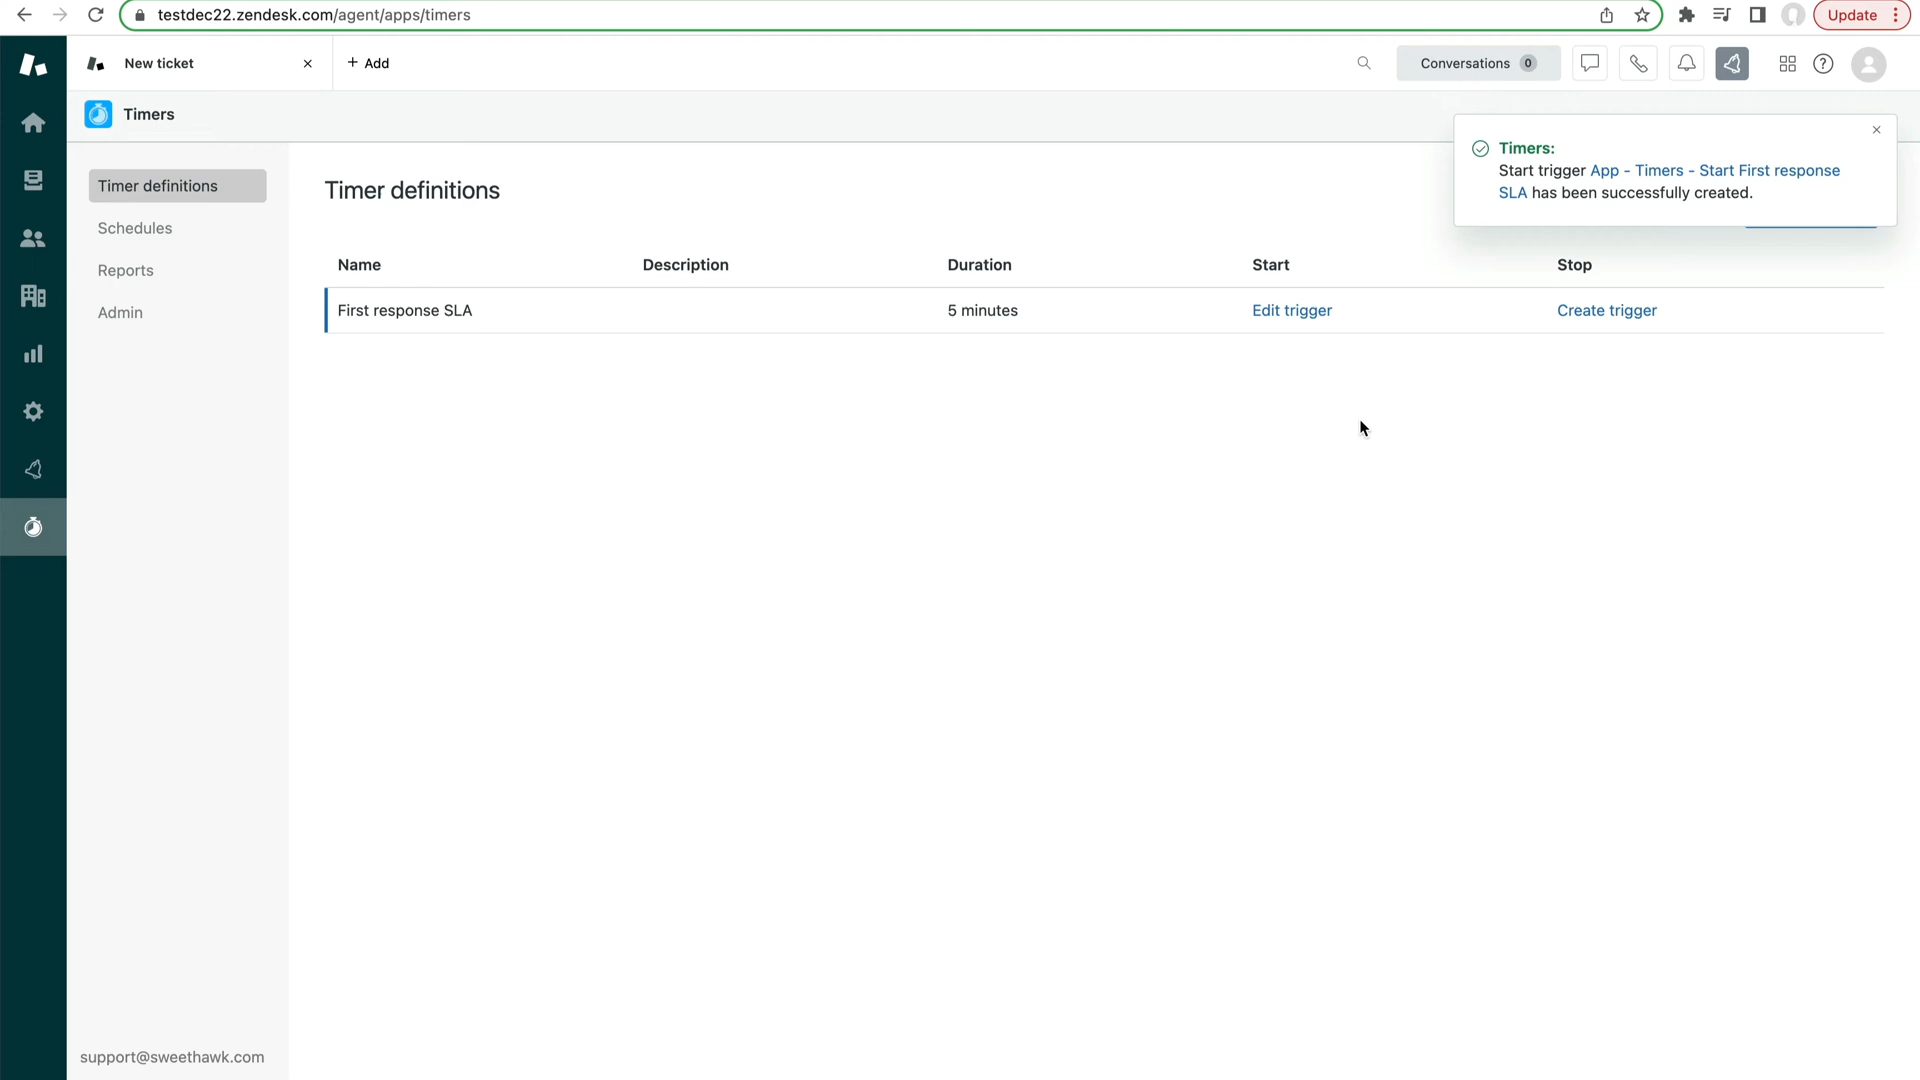 testdec22.zendesk.com/agent/apps/timers
Update
New ticket
+ Add
Conversations 0
Timers
Timers:
Start trigger App - Timers - Start First response
SLA has been successfully created.
Timer definitions
Schedules
Reports
Admin
Timer definitions
Name Description Duration Start Stop
First response SLA 5 minutes Edit trigger Create trigger
support@sweethawk.com